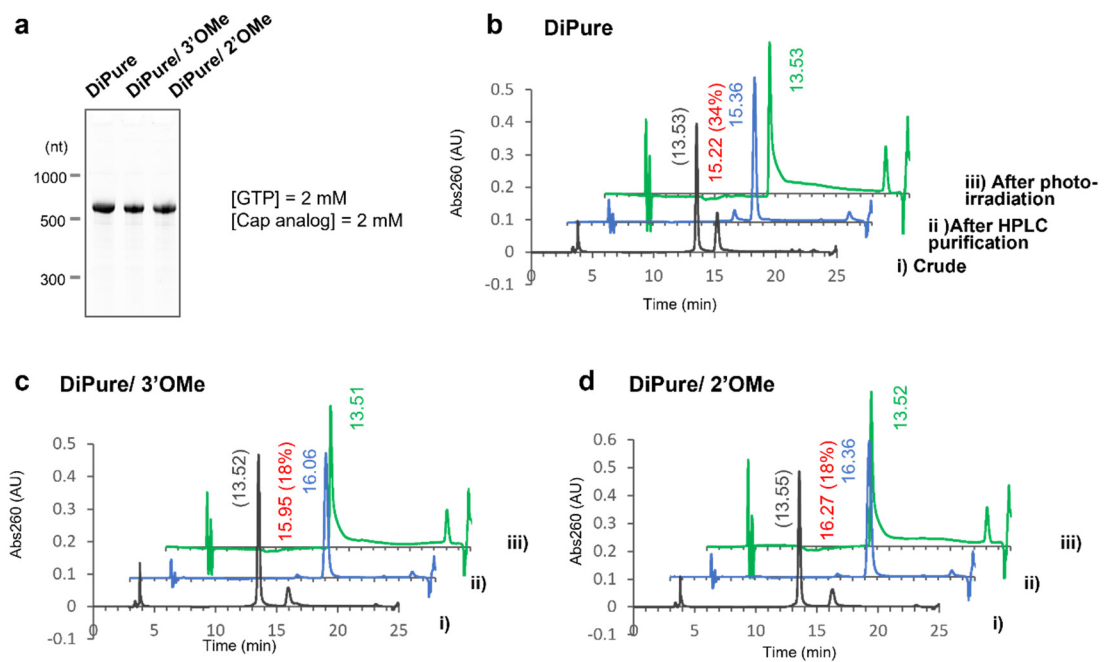 a
DiPure
DiPure/ 3'OMe
DiPure/ 2'OMe
(nt)
1000
500
300
[GTP] = 2 mM
[Cap analog] = 2 mM
b
DiPure
Abs260 (AU)
0.5
0.4
0.3
0.2
0.1
0
-0.1
0
5
10
15
20
25
Time (min)
(13.53)
15.22 (34%)
15.36
13.53
iii) After photo-
irradiation
ii )After HPLC
purification
i) Crude
c
DiPure/ 3'OMe
Abs260 (AU)
0.5
0.4
0.3
0.2
0.1
0
-0.1
0
5
10
15
20
25
Time (min)
(13.52)
15.95 (18%)
16.06
13.51
iii)
ii)
i)
d
DiPure/ 2'OMe
Abs260 (AU)
0.6
0.5
0.4
0.3
0.2
0.1
0
-0.1
0
5
10
15
20
25
Time (min)
(13.55)
16.27 (18%)
16.36
13.52
iii)
ii)
i)